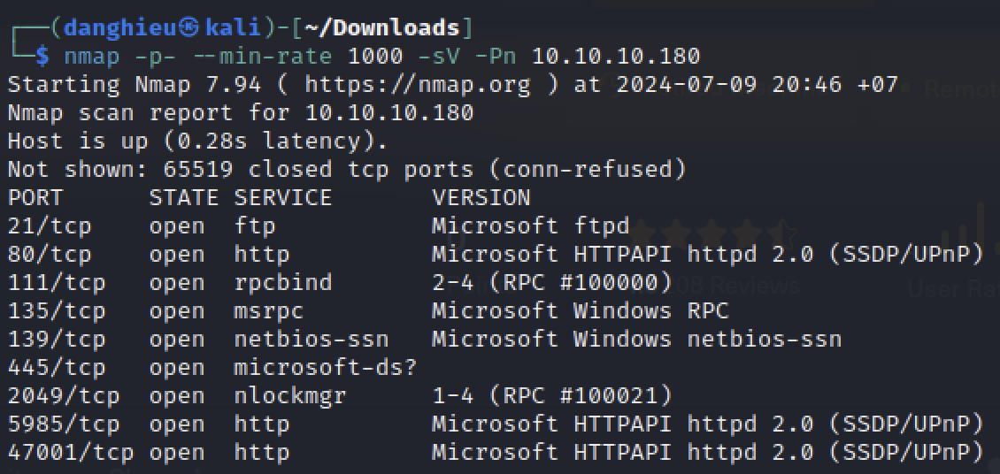 ┌──(danghieu㉿kali)-[~/Downloads]
└─$ nmap -p- --min-rate 1000 -sV -Pn 10.10.10.180
Starting Nmap 7.94 ( https://nmap.org ) at 2024-07-09 20:46 +07
Nmap scan report for 10.10.10.180
Host is up (0.28s latency).
Not shown: 65519 closed tcp ports (conn-refused)
PORT      STATE SERVICE       VERSION
21/tcp    open  ftp           Microsoft ftpd
80/tcp    open  http          Microsoft HTTPAPI httpd 2.0 (SSDP/UPnP)
111/tcp   open  rpcbind       2-4 (RPC #100000)
135/tcp   open  msrpc         Microsoft Windows RPC
139/tcp   open  netbios-ssn   Microsoft Windows netbios-ssn
445/tcp   open  microsoft-ds?
2049/tcp  open  nlockmgr      1-4 (RPC #100021)
5985/tcp  open  http          Microsoft HTTPAPI httpd 2.0 (SSDP/UPnP)
47001/tcp open  http          Microsoft HTTPAPI httpd 2.0 (SSDP/UPnP)